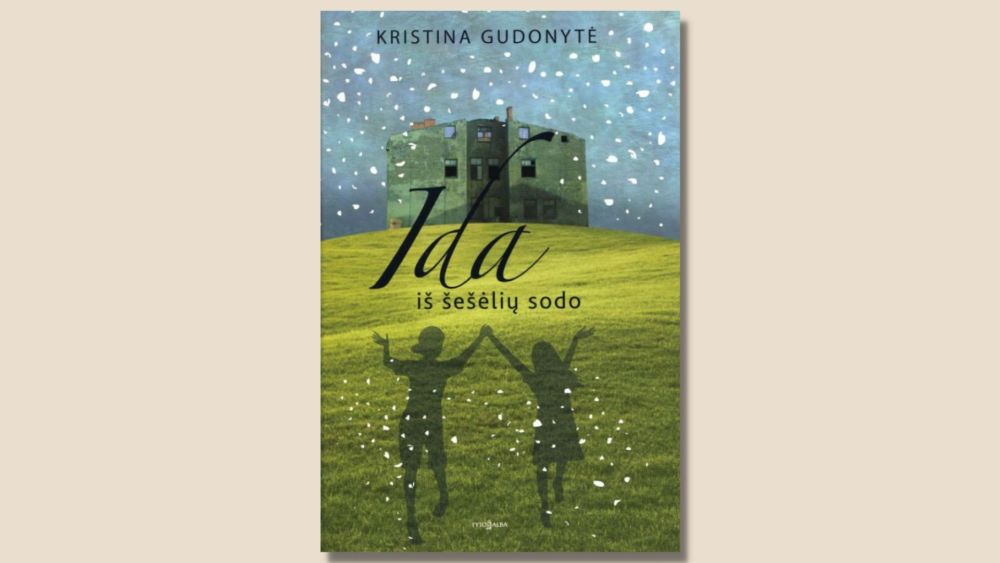 KRISTINA GUDONYTĖ
Ida
iš šešėlių sodo
TYTO ALBA